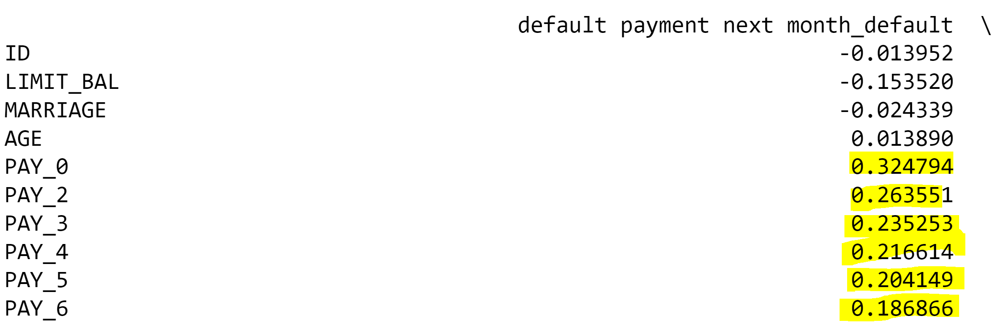 default payment next month_default \
ID -0.013952
LIMIT_BAL -0.153520
MARRIAGE -0.024339
AGE 0.013890
PAY_0 0.324794
PAY_2 0.263551
PAY_3 0.235253
PAY_4 0.216614
PAY_5 0.204149
PAY_6 0.186866